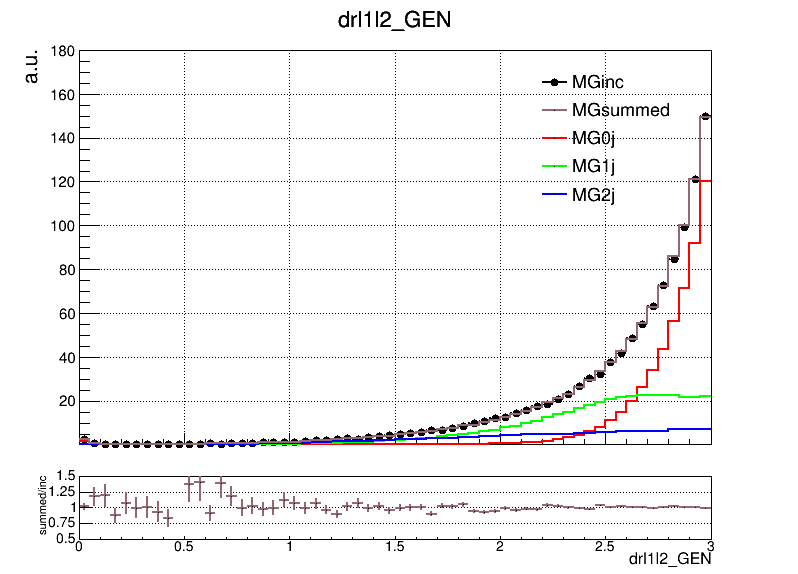 drl1l2_GEN
a.u.
180
160
140
120
100
80
60
40
20
MGinc
MGsummed
MG0j
MG1j
MG2j
summed/inc
1.5
1.25
1
0.75
0.5
0 0.5 1 1.5 2 2.5 3
drl1l2_GEN